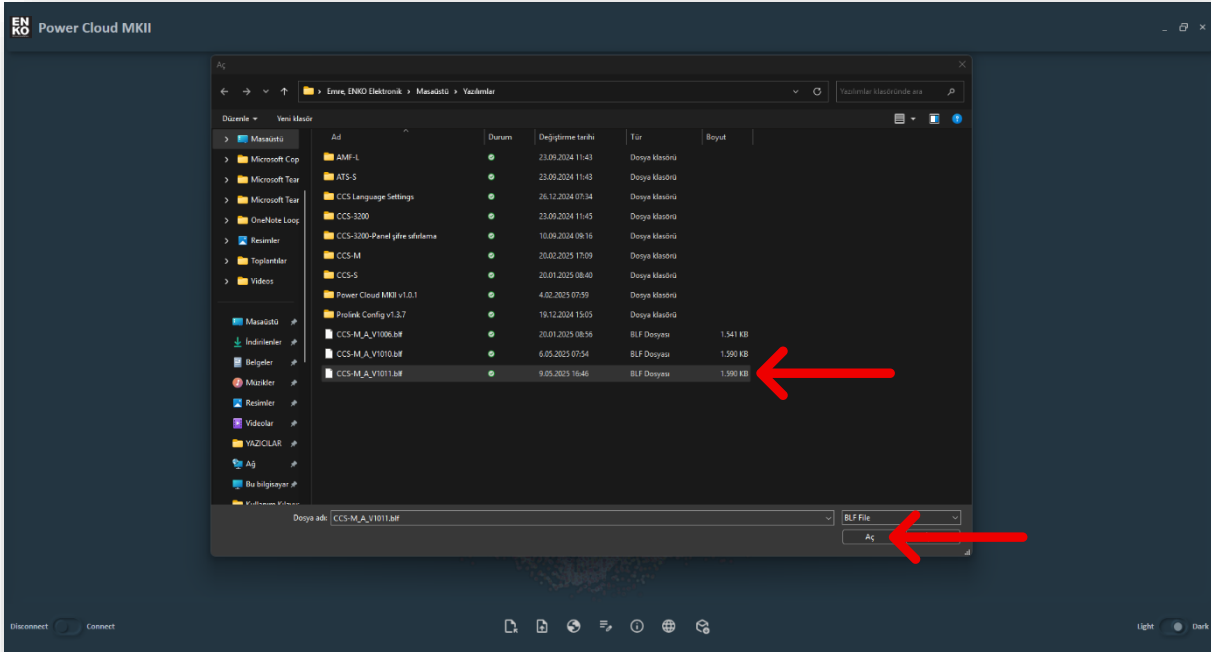 EN
KO Power Cloud MKII
Aç
Emre, ENKO Elektronik › Masaüstü › Yazılımlar
Yazılımlar klasöründe ara
Düzenle Yeni klasör
Ad Durum Değiştirme tarihi Tür Boyut
Masaüstü
Microsoft Cop
Microsoft Tear
Microsoft Tear
OneNote Loop
Resimler
Toplantılar
Videos
Masaüstü
İndirilenler
Belgeler
Müzikler
Resimler
Videolar
YAZICILAR
Ağ
Bu bilgisayar
AMF-L 23.09.2024 11:43 Dosya klasörü
ATS-S 23.09.2024 11:43 Dosya klasörü
CCS Language Settings 26.12.2024 07:34 Dosya klasörü
CCS-3200 23.09.2024 11:45 Dosya klasörü
CCS-3200-Panel şifre sıfırlama 10.09.2024 09:16 Dosya klasörü
CCS-M 20.02.2025 17:09 Dosya klasörü
CCS-S 20.01.2025 08:40 Dosya klasörü
Power Cloud MKII v1.0.1 4.02.2025 07:59 Dosya klasörü
Prolink Config v1.3.7 19.12.2024 15:05 Dosya klasörü
CCS-M_A_V1006.blf 20.01.2025 08:56 BLF Dosyası 1.541 KB
CCS-M_A_V1010.blf 6.05.2025 07:54 BLF Dosyası 1.590 KB
CCS-M_A_V1011.blf 9.05.2025 16:46 BLF Dosyası 1.590 KB
Dosya adı: CCS-M_A_V1011.blf BLF File
Aç
Disconnect Connect Light Dark